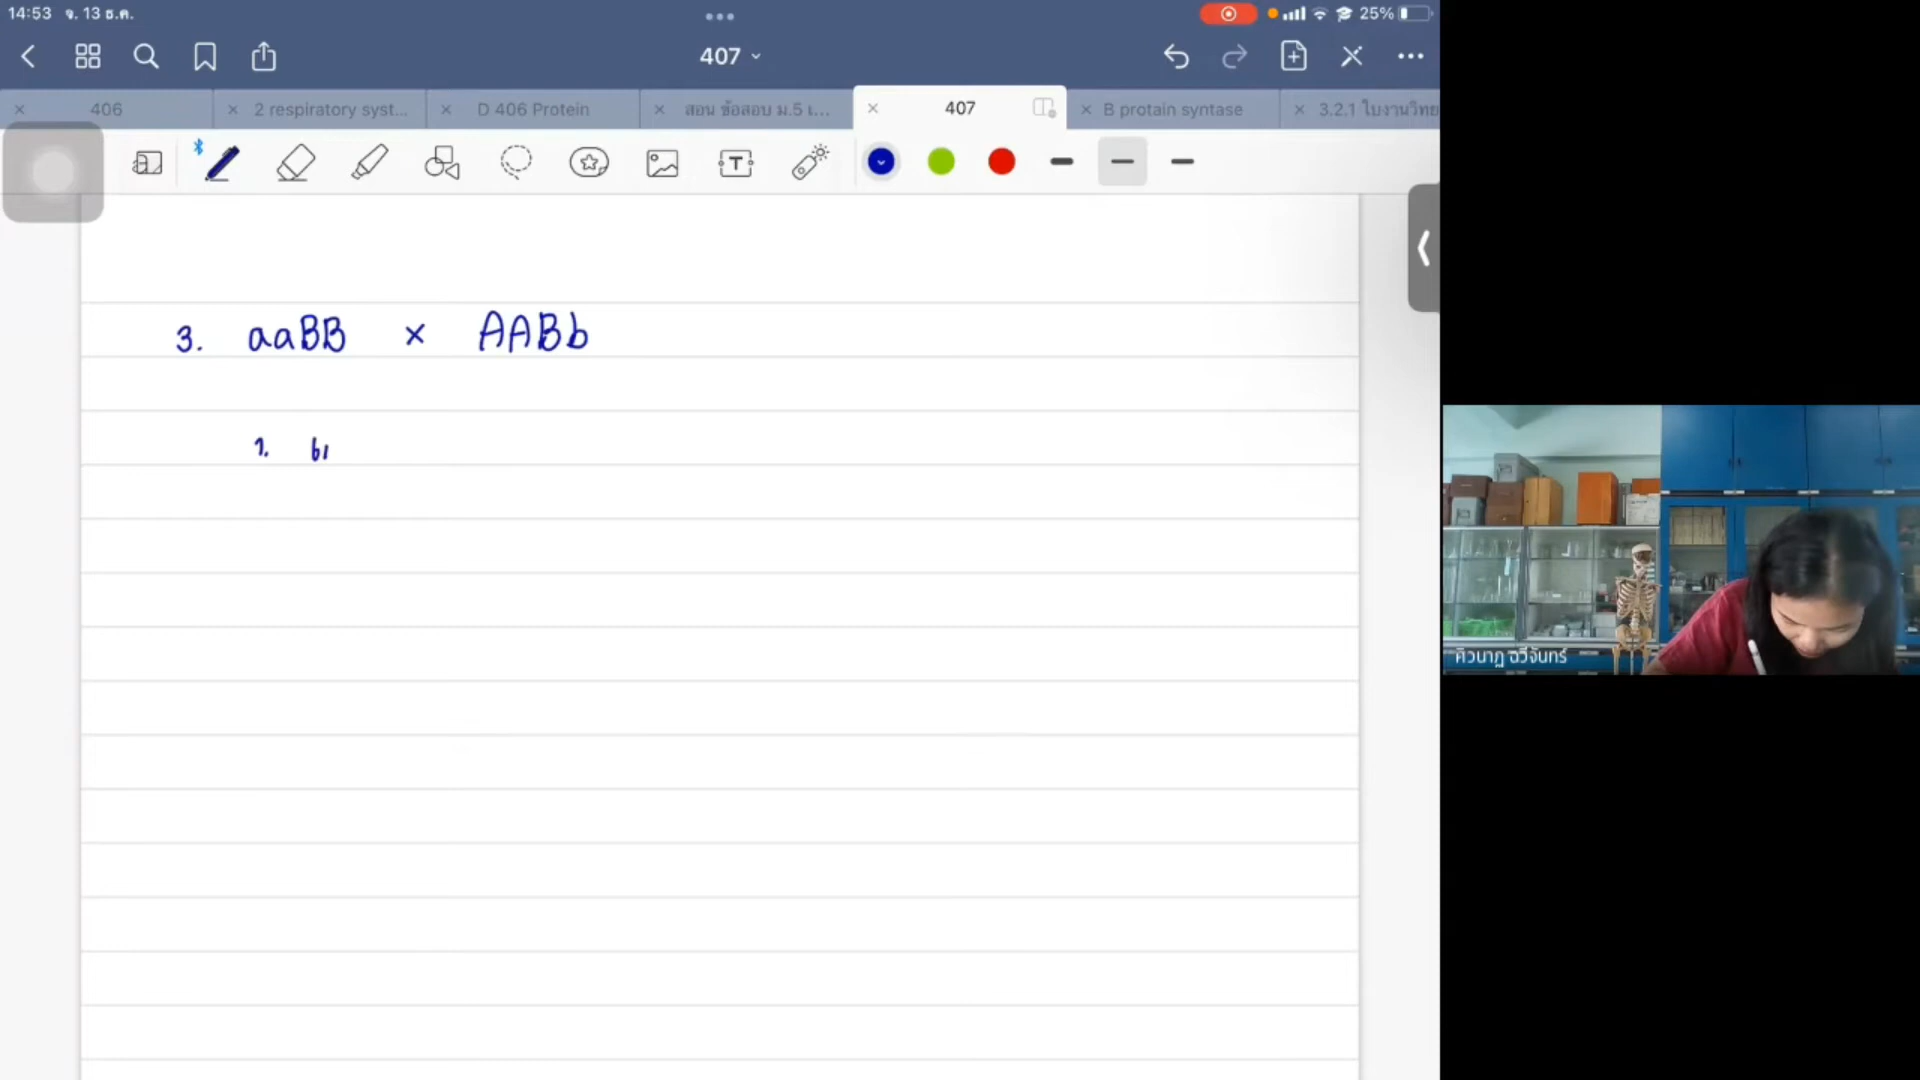 14:53 จ. 13 ธ.ค.
25%
407
406
2 respiratory syst...
D 406 Protein
สอน ข้อสอบ ม.5 เ...
407
B protain syntase
3.2.1 ใบงานวิทย
T
3. aaBB × AABb
1. แ
ศิวนาฏ ฉวีจันทร์